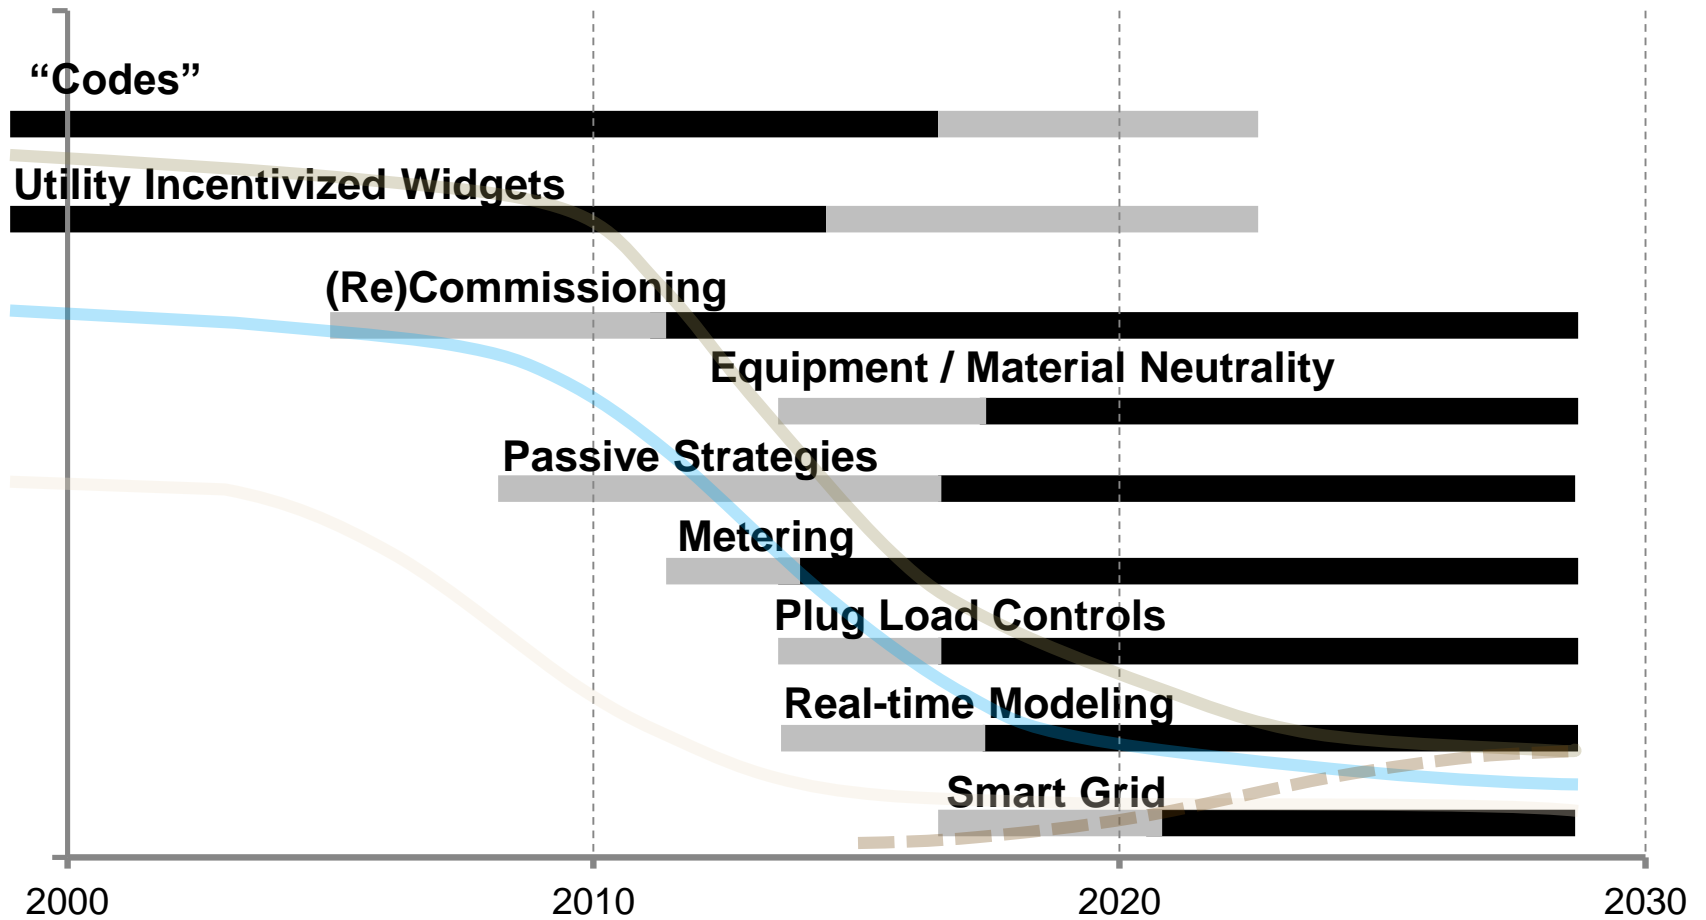 “Codes”
Utility Incentivized Widgets
(Re)Commissioning
Equipment / Material Neutrality
Passive Strategies
Metering
Plug Load Controls
Real-time Modeling
Smart Grid
2000 2010 2020 2030